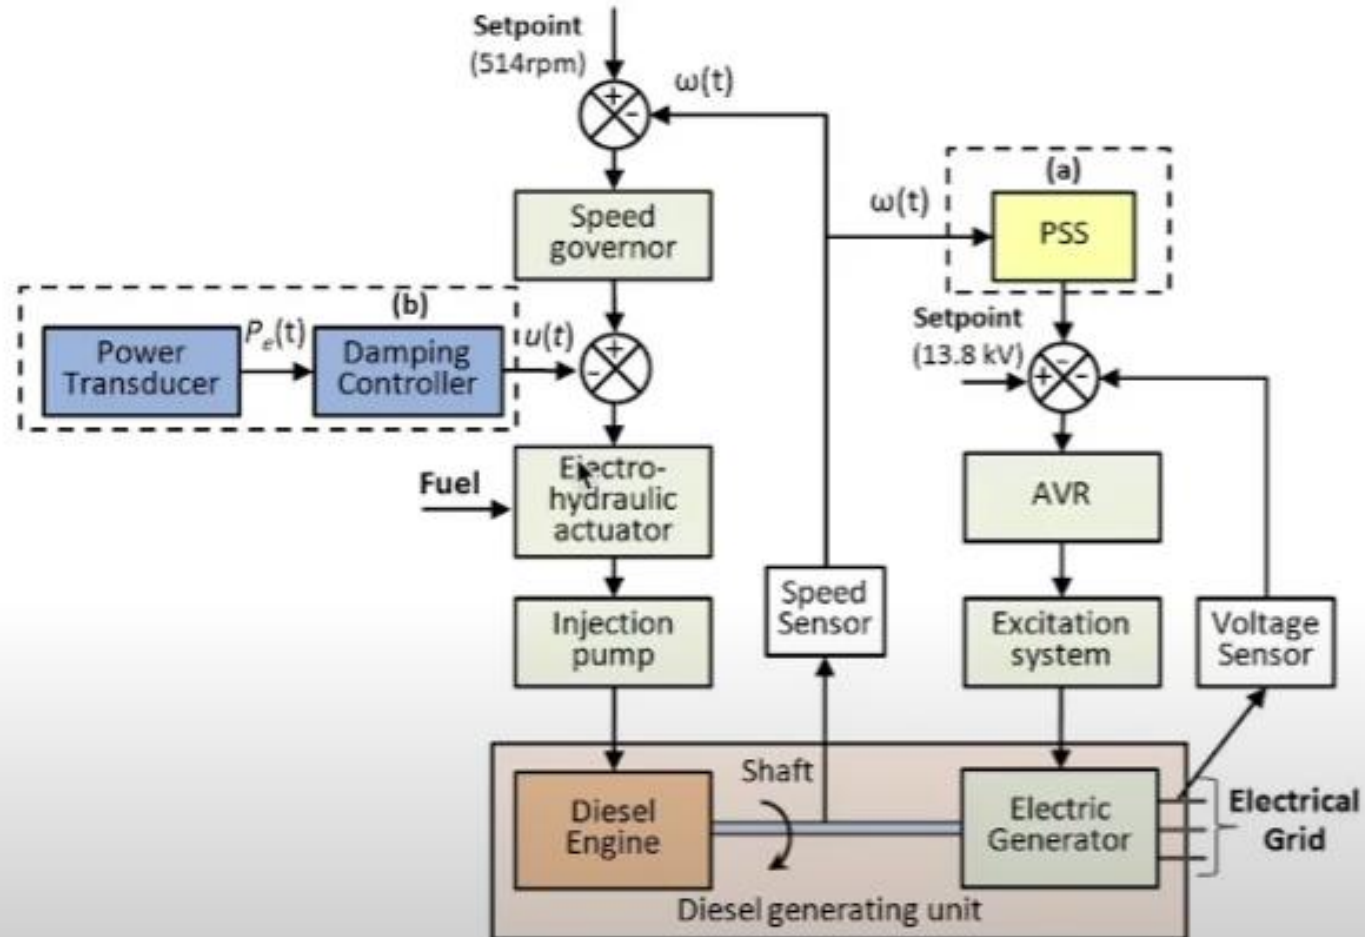 Setpoint
(514rpm)
+
-
ω(t)
Speed
governor
(a)
ω(t)
PSS
(b)
Power
Transducer
Pₑ(t)
Damping
Controller
u(t)
+
-
Setpoint
(13.8 kV)
-
+
-
Fuel
Electro-
hydraulic
actuator
AVR
Injection
pump
Speed
Sensor
Excitation
system
Voltage
Sensor
Diesel
Engine
Shaft
Electric
Generator
Electrical
Grid
Diesel generating unit